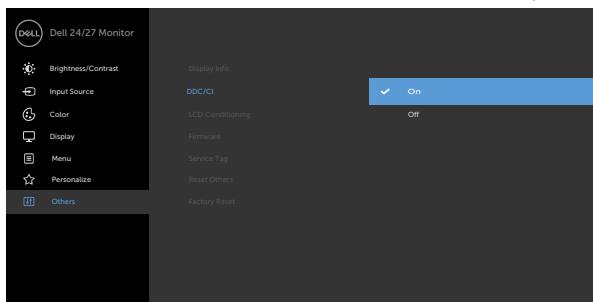 DELL Dell 24/27 Monitor
Brightness/Contrast
Input Source
Color
Display
Menu
Personalize
Others
Display Info
DDC/CI
LCD Conditioning
Firmware
Service Tag
Reset Others
Factory Reset
On
Off